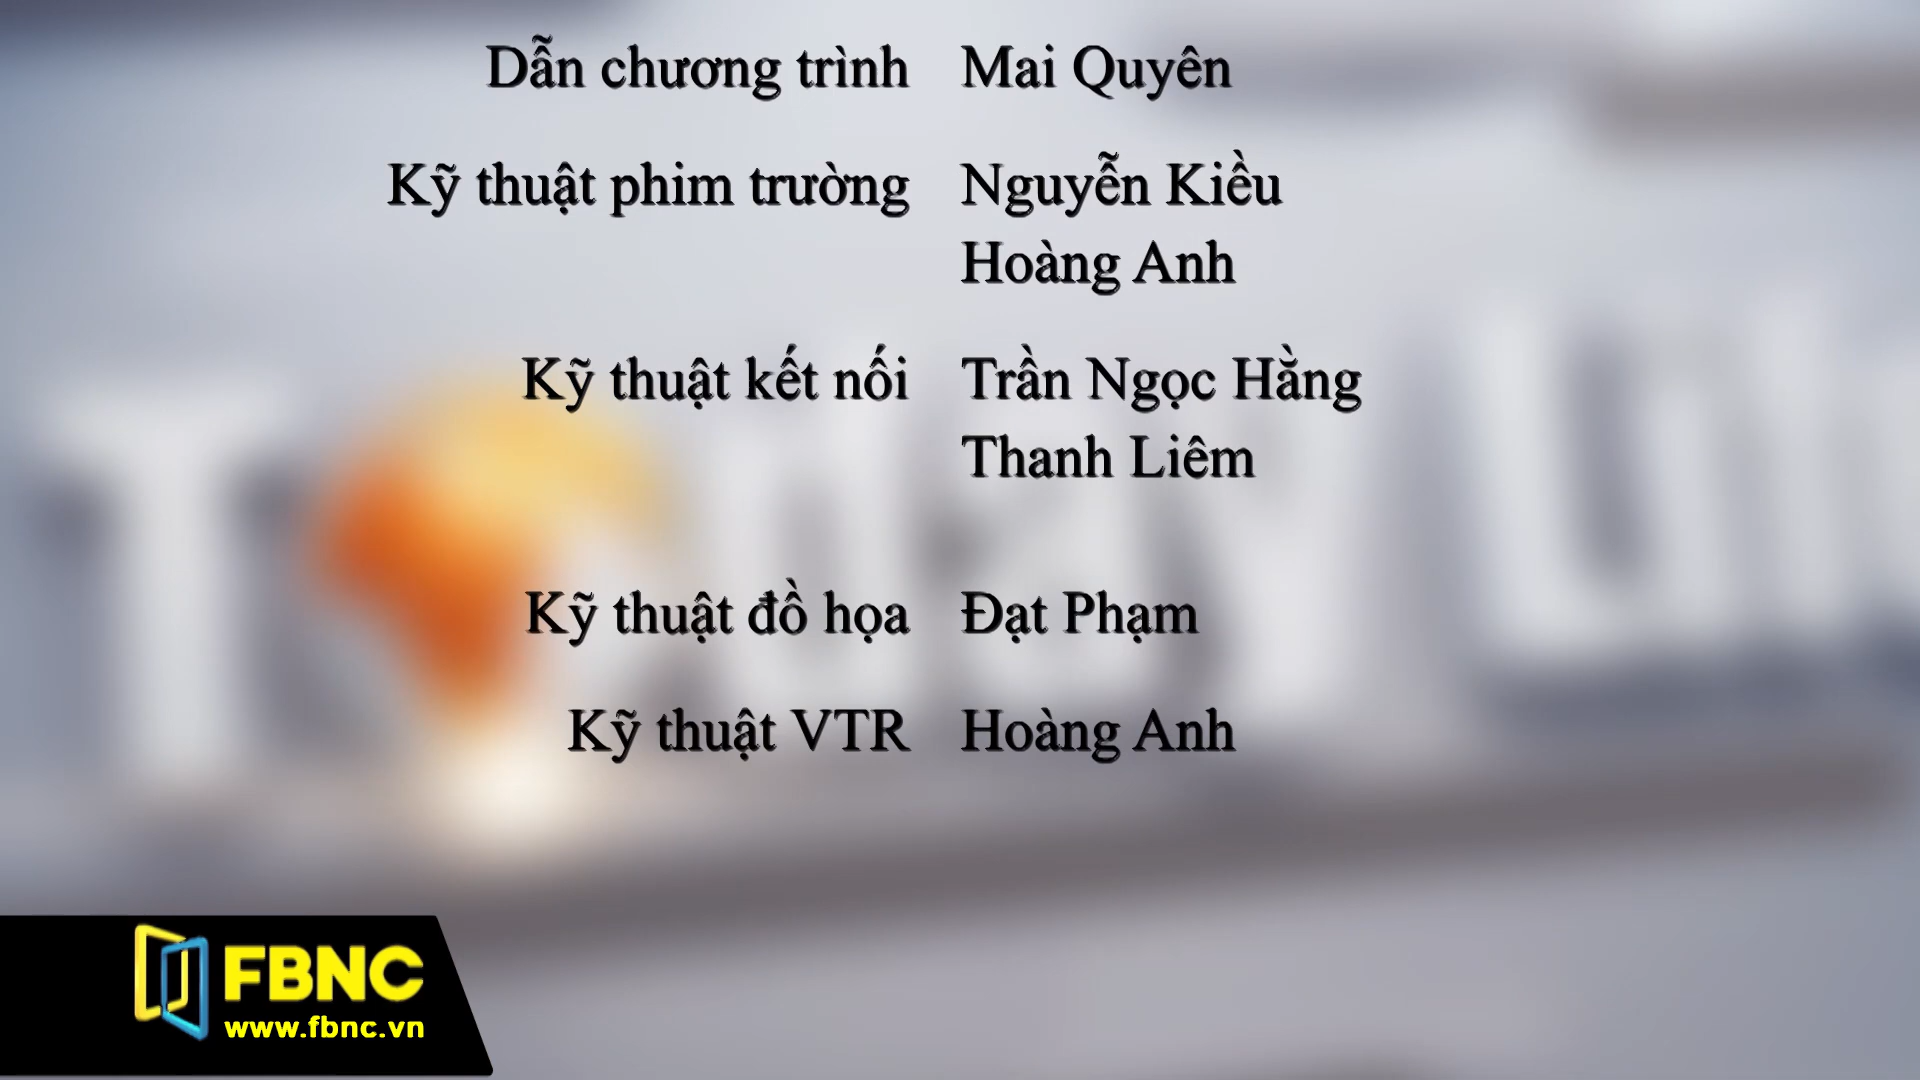 Dẫn chương trình Mai Quyên
Kỹ thuật phim trường Nguyễn Kiều
Hoàng Anh
Kỹ thuật kết nối Trần Ngọc Hằng
Thanh Liêm
Kỹ thuật đồ họa Đạt Phạm
Kỹ thuật VTR Hoàng Anh
FBNC
www.fbnc.vn